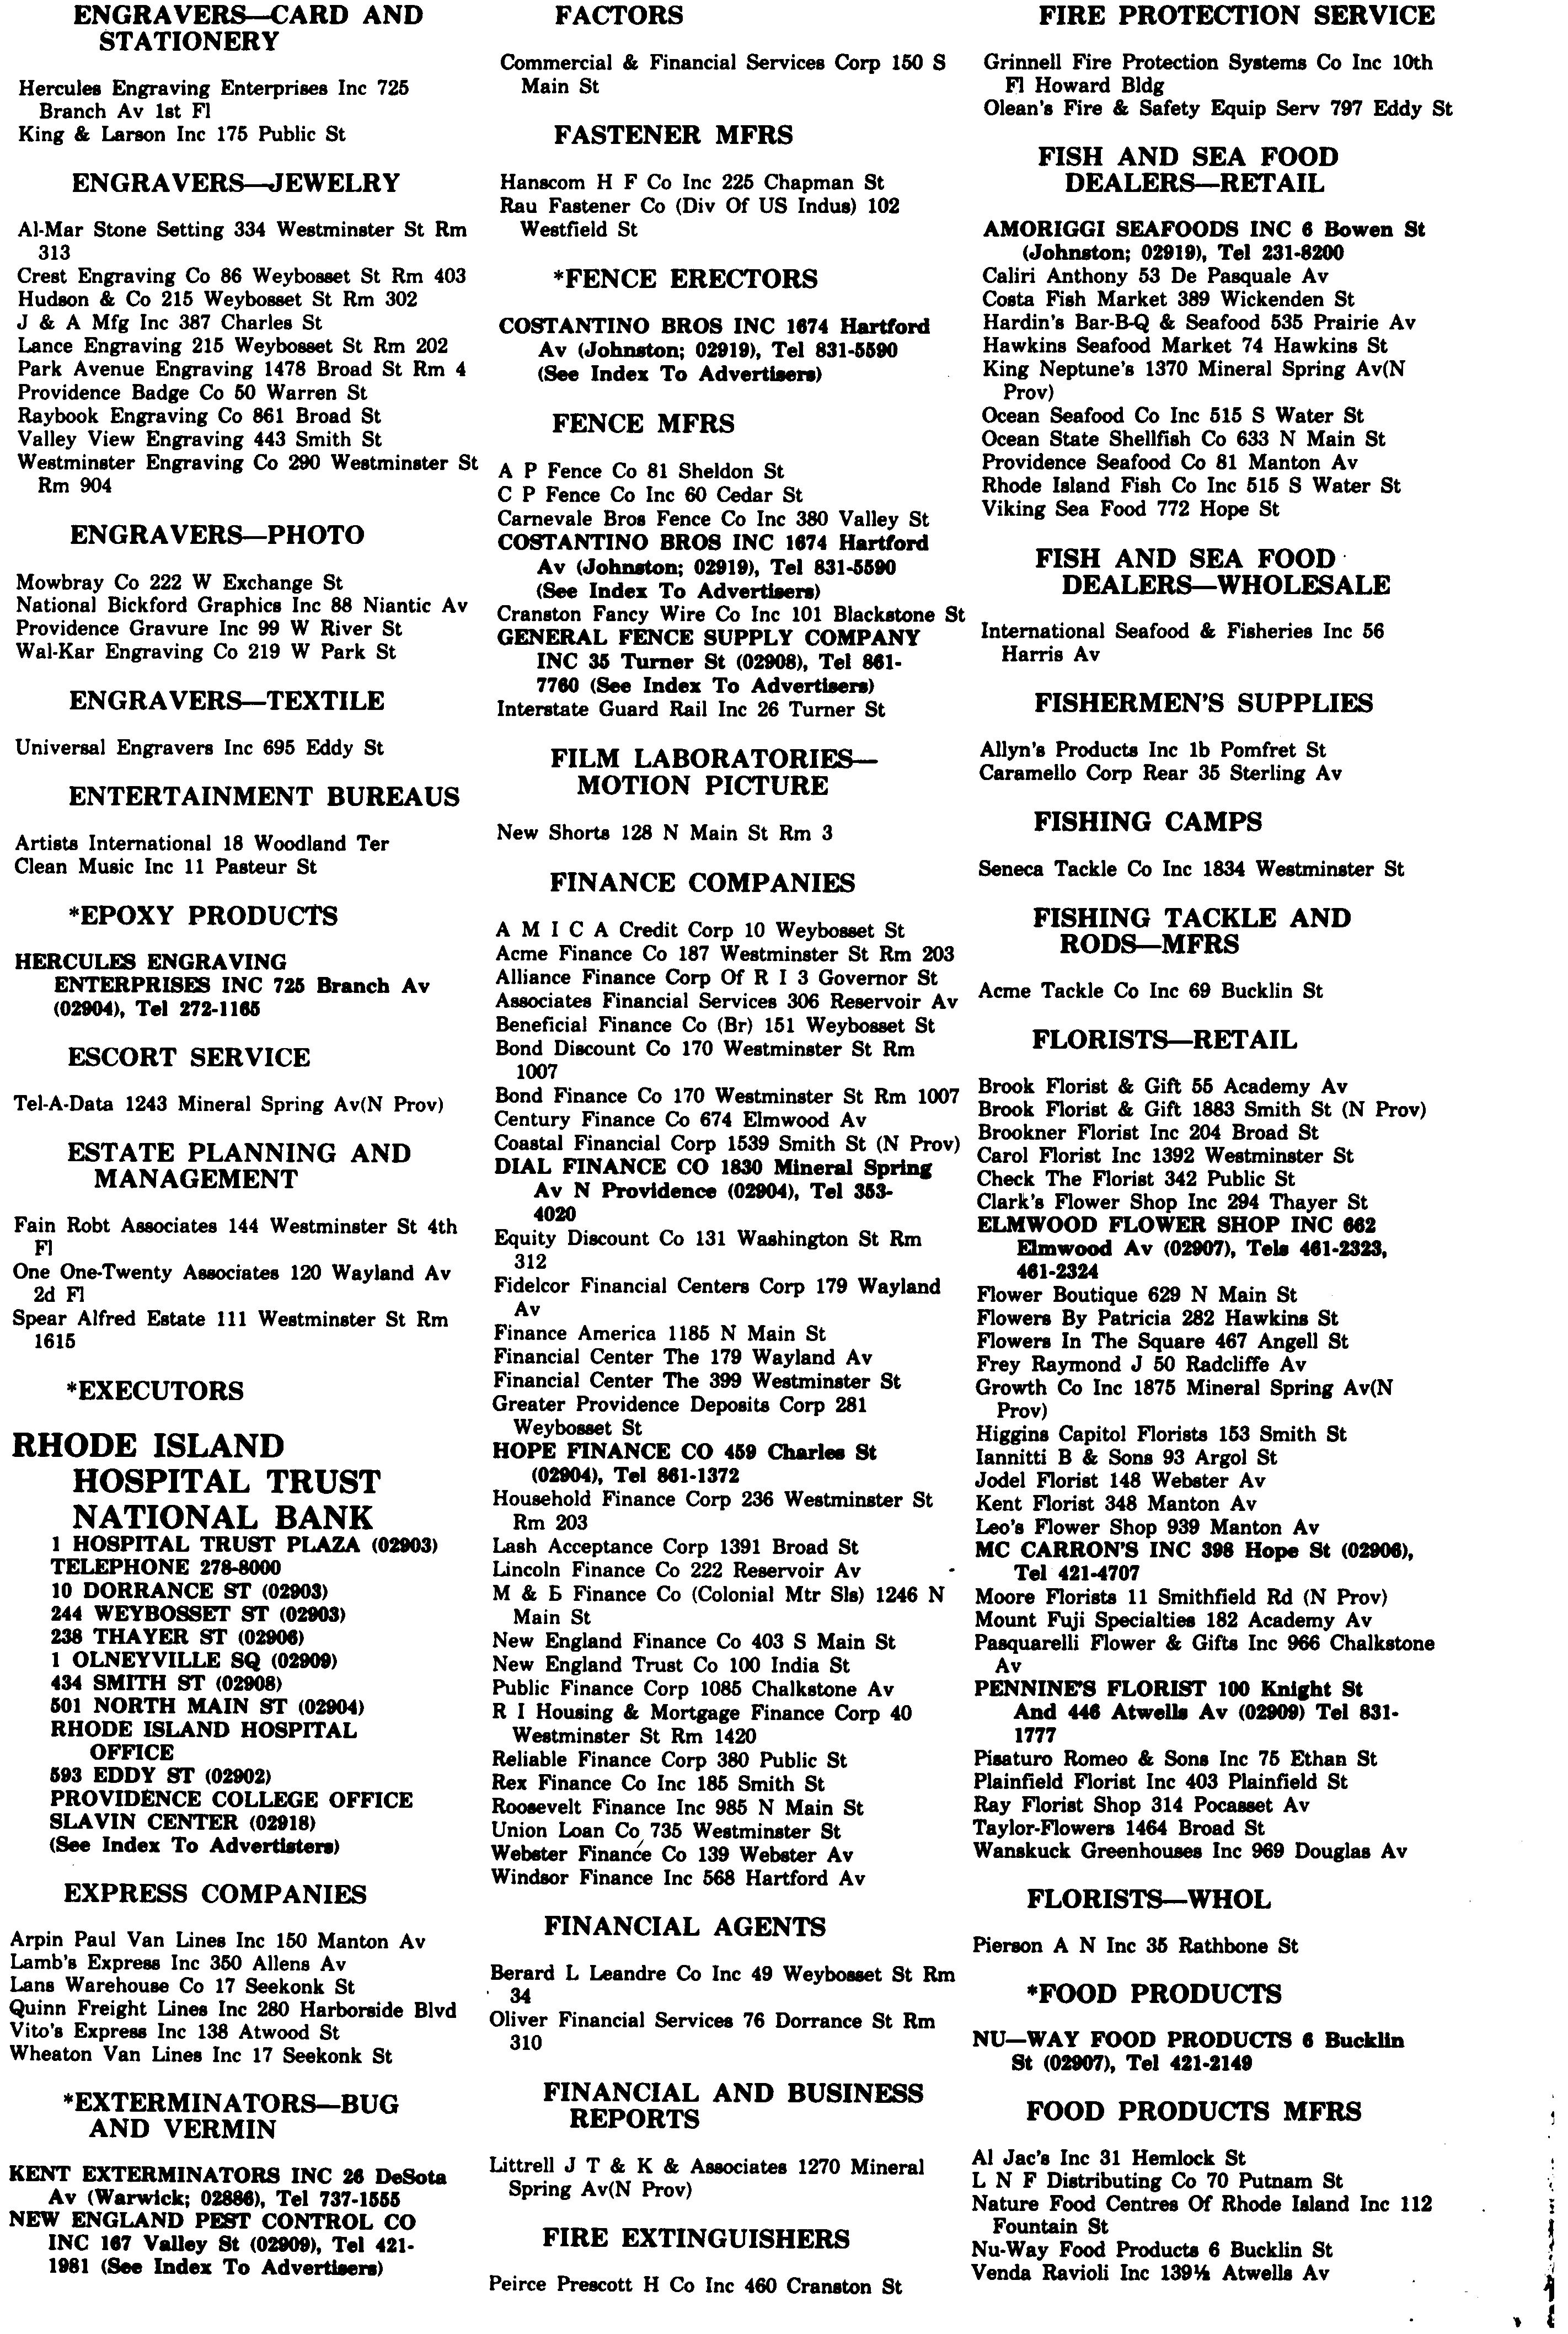 ENGRAVERS—CARD AND
STATIONERY
Hercules Engraving Enterprises Inc 725
Branch Av 1st Fl
King & Larson Inc 175 Public St
ENGRAVERS—JEWELRY
Al-Mar Stone Setting 334 Westminster St Rm
313
Crest Engraving Co 86 Weybosset St Rm 403
Hudson & Co 215 Weybosset St Rm 302
J & A Mfg Inc 387 Charles St
Lance Engraving 215 Weybosset St Rm 202
Park Avenue Engraving 1478 Broad St Rm 4
Providence Badge Co 50 Warren St
Raybook Engraving Co 861 Broad St
Valley View Engraving 443 Smith St
Westminster Engraving Co 290 Westminster St
Rm 904
ENGRAVERS—PHOTO
Mowbray Co 222 W Exchange St
National Bickford Graphics Inc 88 Niantic Av
Providence Gravure Inc 99 W River St
Wal-Kar Engraving Co 219 W Park St
ENGRAVERS—TEXTILE
Universal Engravers Inc 695 Eddy St
ENTERTAINMENT BUREAUS
Artists International 18 Woodland Ter
Clean Music Inc 11 Pasteur St
*EPOXY PRODUCTS
HERCULES ENGRAVING
ENTERPRISES INC 725 Branch Av
(02904), Tel 272-1165
ESCORT SERVICE
Tel-A-Data 1243 Mineral Spring Av(N Prov)
ESTATE PLANNING AND
MANAGEMENT
Fain Robt Associates 144 Westminster St 4th
Fl
One One-Twenty Associates 120 Wayland Av
2d Fl
Spear Alfred Estate 111 Westminster St Rm
1615
*EXECUTORS
RHODE ISLAND
HOSPITAL TRUST
NATIONAL BANK
1 HOSPITAL TRUST PLAZA (02903)
TELEPHONE 278-8000
10 DORRANCE ST (02903)
244 WEYBOSSET ST (02903)
238 THAYER ST (02906)
1 OLNEYVILLE SQ (02909)
434 SMITH ST (02908)
501 NORTH MAIN ST (02904)
RHODE ISLAND HOSPITAL
OFFICE
593 EDDY ST (02902)
PROVIDENCE COLLEGE OFFICE
SLAVIN CENTER (02918)
(See Index To Advertisters)
EXPRESS COMPANIES
Arpin Paul Van Lines Inc 150 Manton Av
Lamb's Express Inc 350 Allens Av
Lans Warehouse Co 17 Seekonk St
Quinn Freight Lines Inc 280 Harborside Blvd
Vito's Express Inc 138 Atwood St
Wheaton Van Lines Inc 17 Seekonk St
*EXTERMINATORS—BUG
AND VERMIN
KENT EXTERMINATORS INC 26 DeSota
Av (Warwick; 02886), Tel 737-1555
NEW ENGLAND PEST CONTROL CO
INC 167 Valley St (02909), Tel 421-
1981 (See Index To Advertisers)
FACTORS
Commercial & Financial Services Corp 150 S
Main St
FASTENER MFRS
Hanscom H F Co Inc 225 Chapman St
Rau Fastener Co (Div Of US Indus) 102
Westfield St
*FENCE ERECTORS
COSTANTINO BROS INC 1674 Hartford
Av (Johnston; 02919), Tel 831-5590
(See Index To Advertisers)
FENCE MFRS
A P Fence Co 81 Sheldon St
C P Fence Co Inc 60 Cedar St
Carnevale Bros Fence Co Inc 380 Valley St
COSTANTINO BROS INC 1674 Hartford
Av (Johnston; 02919), Tel 831-5590
(See Index To Advertisers)
Cranston Fancy Wire Co Inc 101 Blackstone St
GENERAL FENCE SUPPLY COMPANY
INC 35 Turner St (02908), Tel 861-
7760 (See Index To Advertisers)
Interstate Guard Rail Inc 26 Turner St
FILM LABORATORIES—
MOTION PICTURE
New Shorts 128 N Main St Rm 3
FINANCE COMPANIES
A M I C A Credit Corp 10 Weybosset St
Acme Finance Co 187 Westminster St Rm 203
Alliance Finance Corp Of R I 3 Governor St
Associates Financial Services 306 Reservoir Av
Beneficial Finance Co (Br) 151 Weybosset St
Bond Discount Co 170 Westminster St Rm
1007
Bond Finance Co 170 Westminster St Rm 1007
Century Finance Co 674 Elmwood Av
Coastal Financial Corp 1539 Smith St (N Prov)
DIAL FINANCE CO 1830 Mineral Spring
Av N Providence (02904), Tel 353-
4020
Equity Discount Co 131 Washington St Rm
312
Fidelcor Financial Centers Corp 179 Wayland
Av
Finance America 1185 N Main St
Financial Center The 179 Wayland Av
Financial Center The 399 Westminster St
Greater Providence Deposits Corp 281
Weybosset St
HOPE FINANCE CO 459 Charles St
(02904), Tel 861-1372
Household Finance Corp 236 Westminster St
Rm 203
Lash Acceptance Corp 1391 Broad St
Lincoln Finance Co 222 Reservoir Av
M & Finance Co (Colonial Mtr Sls) 1246 N
Main St
New England Finance Co 403 S Main St
New England Trust Co 100 India St
Public Finance Corp 1085 Chalkstone Av
R I Housing & Mortgage Finance Corp 40
Westminster St Rm 1420
Reliable Finance Corp 380 Public St
Rex Finance Co Inc 185 Smith St
Roosevelt Finance Inc 985 N Main St
Union Loan Co 735 Westminster St
Webster Finance Co 139 Webster Av
Windsor Finance Inc 568 Hartford Av
FINANCIAL AGENTS
Berard L Leandre Co Inc 49 Weybosset St Rm
34
Oliver Financial Services 76 Dorrance St Rm
310
FINANCIAL AND BUSINESS
REPORTS
Littrell J T & K & Associates 1270 Mineral
Spring Av(N Prov)
FIRE EXTINGUISHERS
Peirce Prescott H Co Inc 460 Cranston St
FIRE PROTECTION SERVICE
Grinnell Fire Protection Systems Co Inc 10th
Fl Howard Bldg
Olean's Fire & Safety Equip Serv 797 Eddy St
FISH AND SEA FOOD
DEALERS—RETAIL
AMORIGGI SEAFOODS INC 6 Bowen St
(Johnston; 02919), Tel 231-8200
Caliri Anthony 53 De Pasquale Av
Costa Fish Market 389 Wickenden St
Hardin's Bar-B-Q & Seafood 535 Prairie Av
Hawkins Seafood Market 74 Hawkins St
King Neptune's 1370 Mineral Spring Av(N
Prov)
Ocean Seafood Co Inc 515 S Water St
Ocean State Shellfish Co 633 N Main St
Providence Seafood Co 81 Manton Av
Rhode Island Fish Co Inc 515 S Water St
Viking Sea Food 772 Hope St
FISH AND SEA FOOD
DEALERS—WHOLESALE
International Seafood & Fisheries Inc 56
Harris Av
FISHERMEN'S SUPPLIES
Allyn's Products Inc 1b Pomfret St
Caramello Corp Rear 35 Sterling Av
FISHING CAMPS
Seneca Tackle Co Inc 1834 Westminster St
FISHING TACKLE AND
RODS—MFRS
Acme Tackle Co Inc 69 Bucklin St
FLORISTS—RETAIL
Brook Florist & Gift 55 Academy Av
Brook Florist & Gift 1883 Smith St (N Prov)
Brookner Florist Inc 204 Broad St
Carol Florist Inc 1392 Westminster St
Check The Florist 342 Public St
Clark's Flower Shop Inc 294 Thayer St
ELMWOOD FLOWER SHOP INC 662
Elmwood Av (02907), Tels 461-2323,
461-2324
Flower Boutique 629 N Main St
Flowers By Patricia 282 Hawkins St
Flowers In The Square 467 Angell St
Frey Raymond J 50 Radcliffe Av
Growth Co Inc 1875 Mineral Spring Av(N
Prov)
Higgins Capitol Florists 153 Smith St
Iannitti B & Sons 93 Argol St
Jodel Florist 148 Webster Av
Kent Florist 348 Manton Av
Leo's Flower Shop 939 Manton Av
MC CARRON'S INC 398 Hope St (02906),
Tel 421-4707
Moore Florists 11 Smithfield Rd (N Prov)
Mount Fuji Specialties 182 Academy Av
Pasquarelli Flower & Gifts Inc 966 Chalkstone
Av
PENNINE'S FLORIST 100 Knight St
And 446 Atwells Av (02909) Tel 831-
1777
Pisaturo Romeo & Sons Inc 75 Ethan St
Plainfield Florist Inc 403 Plainfield St
Ray Florist Shop 314 Pocasset Av
Taylor-Flowers 1464 Broad St
Wanskuck Greenhouses Inc 969 Douglas Av
FLORISTS—WHOL
Pierson A N Inc 35 Rathbone St
*FOOD PRODUCTS
NU—WAY FOOD PRODUCTS 6 Bucklin
St (02907), Tel 421-2149
FOOD PRODUCTS MFRS
Al Jac's Inc 31 Hemlock St
L N F Distributing Co 70 Putnam St
Nature Food Centres Of Rhode Island Inc 112
Fountain St
Nu-Way Food Products 6 Bucklin St
Venda Ravioli Inc 139½ Atwells Av